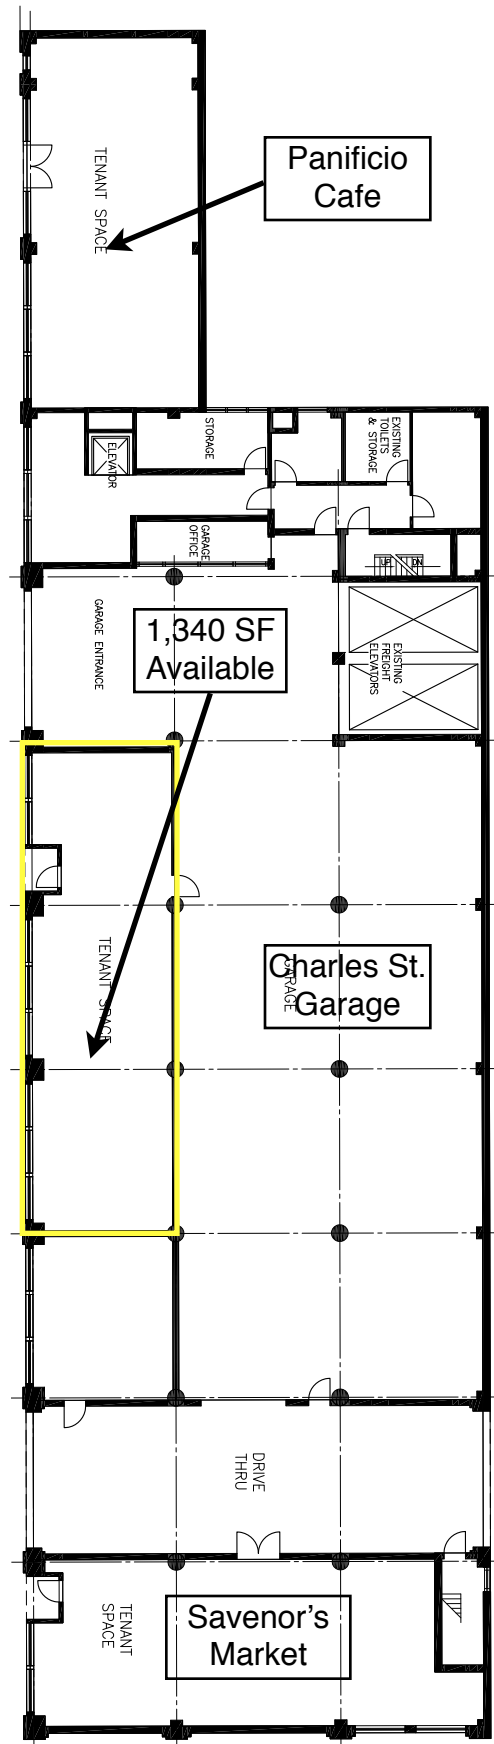 TENANT SPACE
Panificio
Cafe
STORAGE
EXISTING
TOILETS
& STORAGE
ELEVATOR
GARAGE
OFFICE
UP
DN
GARAGE ENTRANCE
1,340 SF
Available
EXISTING
FREIGHT
ELEVATORS
TENANT SPACE
Charles St.
Garage
GARAGE
DRIVE
THRU
TENANT
SPACE
Savenor's
Market